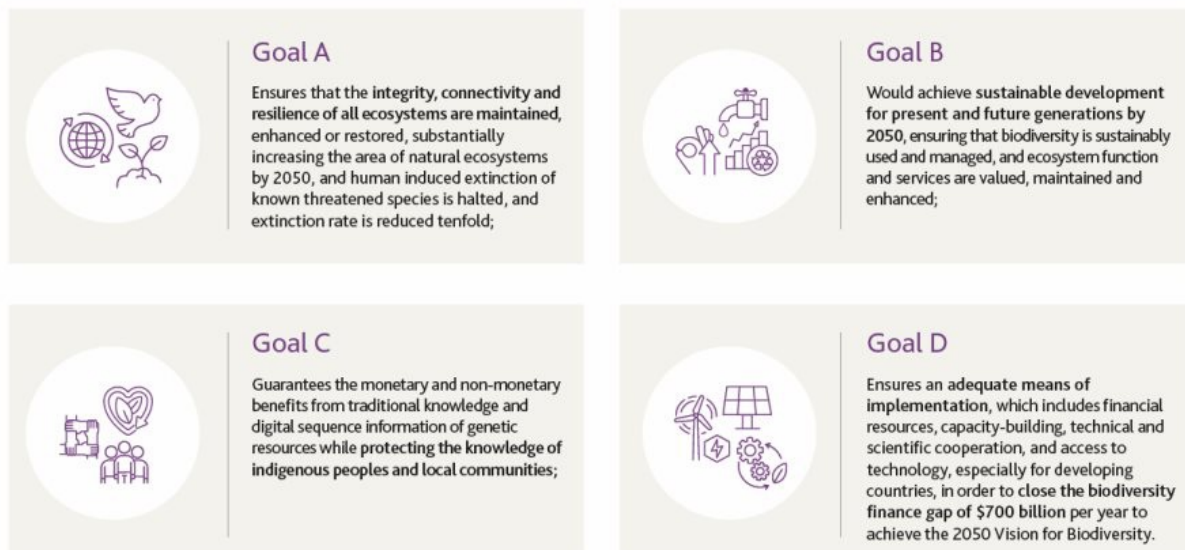 Goal A
Ensures that the integrity, connectivity and
resilience of all ecosystems are maintained,
enhanced or restored, substantially
increasing the area of natural ecosystems
by 2050, and human induced extinction of
known threatened species is halted, and
extinction rate is reduced tenfold;
Goal B
Would achieve sustainable development
for present and future generations by
2050, ensuring that biodiversity is sustainably
used and managed, and ecosystem function
and services are valued, maintained and
enhanced;
Goal C
Guarantees the monetary and non-monetary
benefits from traditional knowledge and
digital sequence information of genetic
resources while protecting the knowledge of
indigenous peoples and local communities;
Goal D
Ensures an adequate means of
implementation, which includes financial
resources, capacity-building, technical and
scientific cooperation, and access to
technology, especially for developing
countries, in order to close the biodiversity
finance gap of $700 billion per year to
achieve the 2050 Vision for Biodiversity.